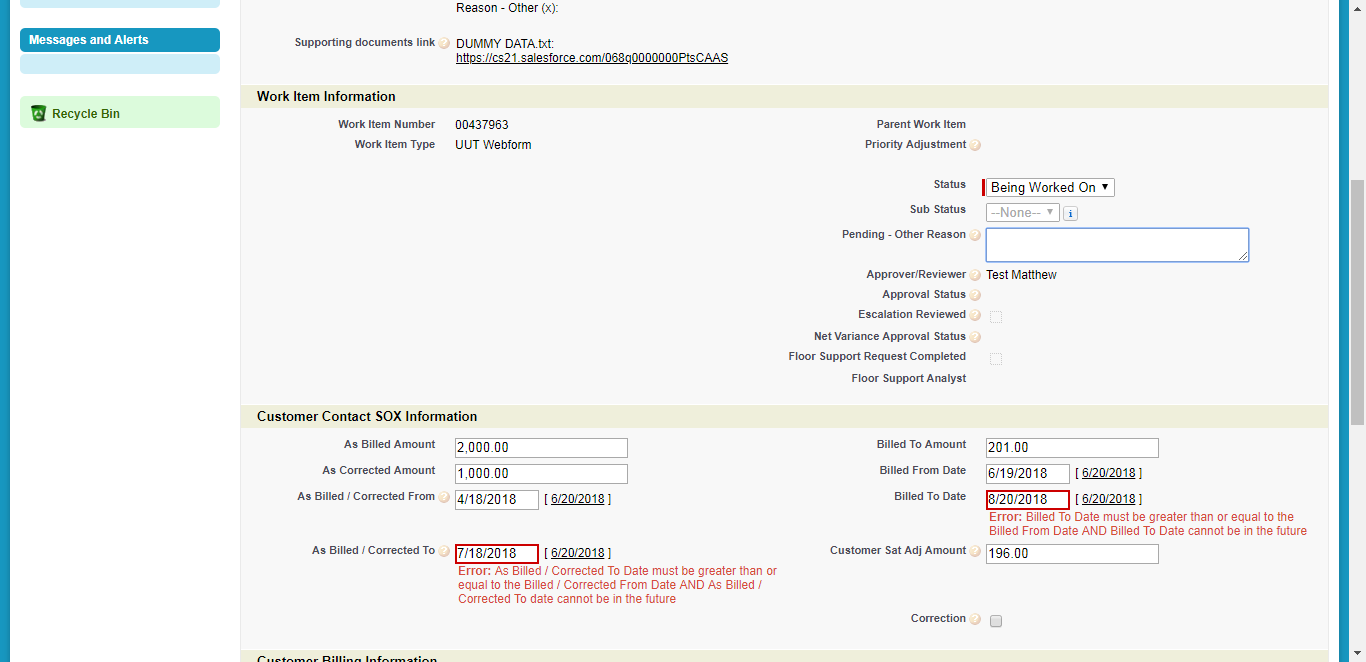 Reason - Other (x):
Messages and Alerts
Supporting documents link DUMMY DATA.txt:
https://cs21.salesforce.com/068q0000000PtsCAAS
Recycle Bin
Work Item Information
Work Item Number 00437963
Parent Work Item
Work Item Type UUT Webform
Priority Adjustment
Status Being Worked On
Sub Status --None--
Pending - Other Reason
Approver/Reviewer Test Matthew
Approval Status
Escalation Reviewed
Net Variance Approval Status
Floor Support Request Completed
Floor Support Analyst
Customer Contact SOX Information
As Billed Amount 2,000.00
Billed To Amount 201.00
As Corrected Amount 1,000.00
Billed From Date 6/19/2018 [ 6/20/2018 ]
As Billed / Corrected From 4/18/2018 [ 6/20/2018 ]
Billed To Date 8/20/2018 [ 6/20/2018 ]
Error: Billed To Date must be greater than or equal to the
Billed From Date AND Billed To Date cannot be in the future
As Billed / Corrected To 7/18/2018 [ 6/20/2018 ]
Customer Sat Adj Amount 196.00
Error: As Billed / Corrected To Date must be greater than or
equal to the Billed / Corrected From Date AND As Billed /
Corrected To date cannot be in the future
Correction
Customer Billing Information